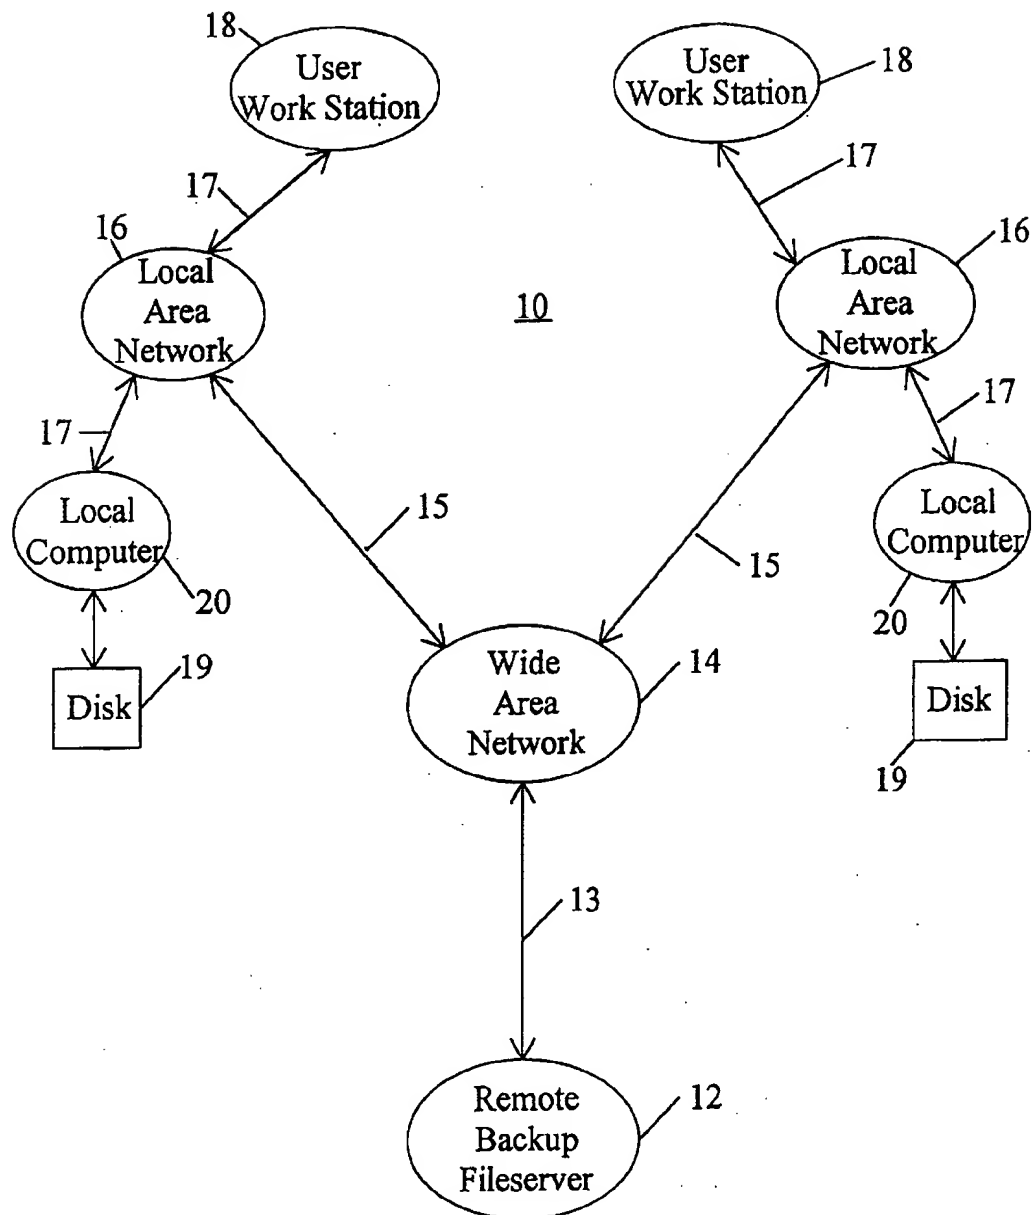 18
User
Work Station
User
Work Station
18
17
17
16
Local
Area
Network
10
Local
Area
Network
16
17
17
Local
Computer
20
15
15
Local
Computer
20
Disk
19
Wide
Area
Network
14
Disk
19
13
Remote
Backup
Fileserver
12